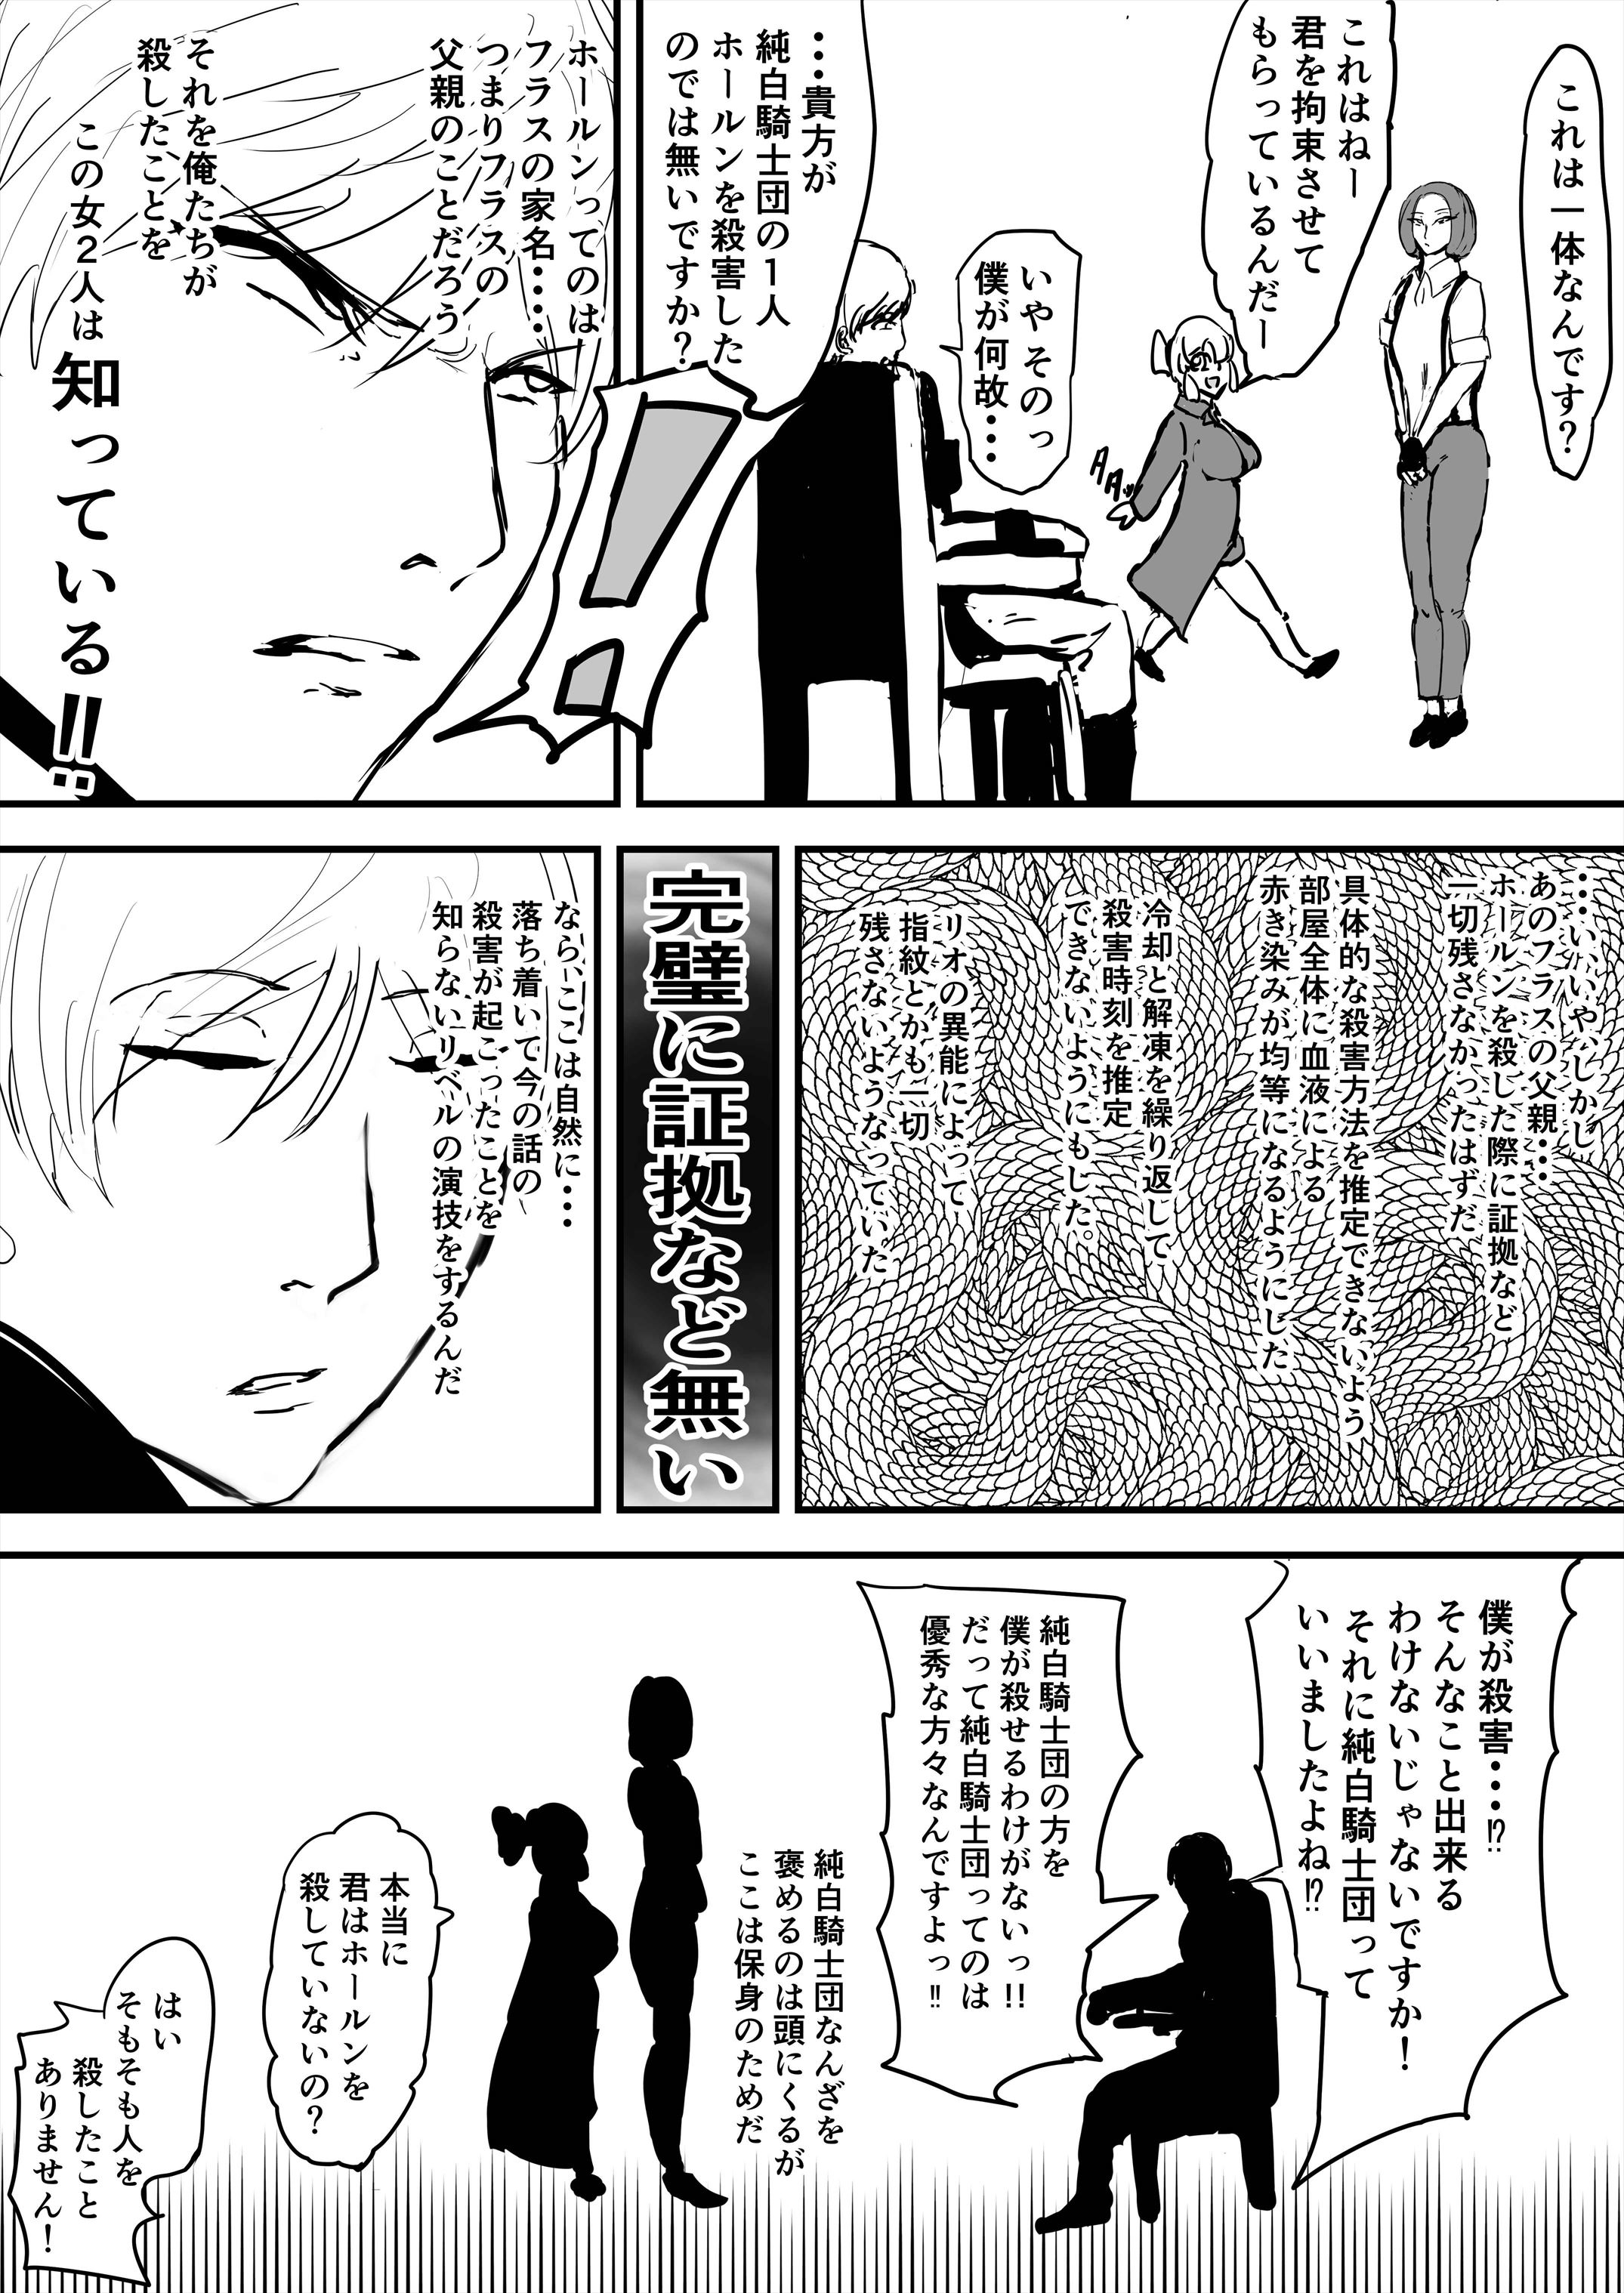 これは一体なんです?
これはねー
君を拘束させて
もらっているんだー
いやそのっ
僕が何故・・・
・・・貴方が
純白騎士団の1人
ホールンを殺害した
のでは無いですか?
ホールンってのは
フラスの家名・・・・
つまりフラスの
父親のことだろう
それを俺たちが
殺したことを
この女2人は
知っている!!
・・・いいや、しかし
あのフラスの父親・・・・
ホールンを殺した際に証拠など
一切残さなかったはずだ
具体的な殺害方法を推定できないよう
部屋全体に血液による
赤き染みが均等になるようにした
冷却と解凍を繰り返して
殺害時刻を推定
できないようにもした。
リオの異能によって
指紋とかも一切
残さないようなっていた
完璧に証拠など無い
なら、ここは自然に・・・
落ち着いて今の話の
殺害が起こったことを
知らないリベルの演技をするんだ
僕が殺害・・・!?
そんなこと出来る
わけないじゃないですか!
それに純白騎士団って
いいましたよね!?
純白騎士団の方を
僕が殺せるわけがないっ!!
だって純白騎士団ってのは
優秀な方々なんですよっ!!
純白騎士団なんざを
褒めるのは頭にくるが
ここは保身のためだ
本当に
君はホールンを
殺していないの?
はい
そもそも人を
殺したこと
ありません!